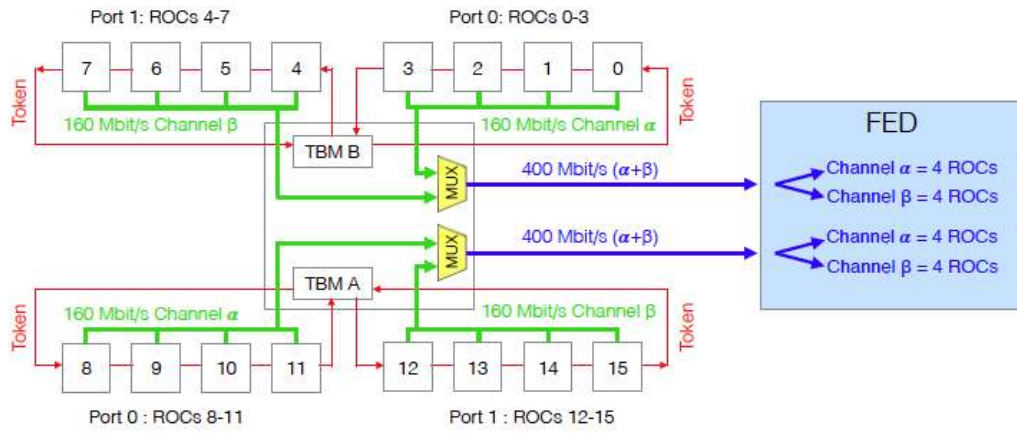 Port 1: ROCs 4-7
Port 0: ROCs 0-3
7
6
5
4
3
2
1
0
Token
160 Mbit/s Channel β
160 Mbit/s Channel α
Token
TBM B
MUX
400 Mbit/s (α+β)
FED
Channel α = 4 ROCs
Channel β = 4 ROCs
MUX
400 Mbit/s (α+β)
Channel α = 4 ROCs
Channel β = 4 ROCs
TBM A
Token
160 Mbit/s Channel α
160 Mbit/s Channel β
Token
8
9
10
11
12
13
14
15
Port 0 : ROCs 8-11
Port 1 : ROCs 12-15